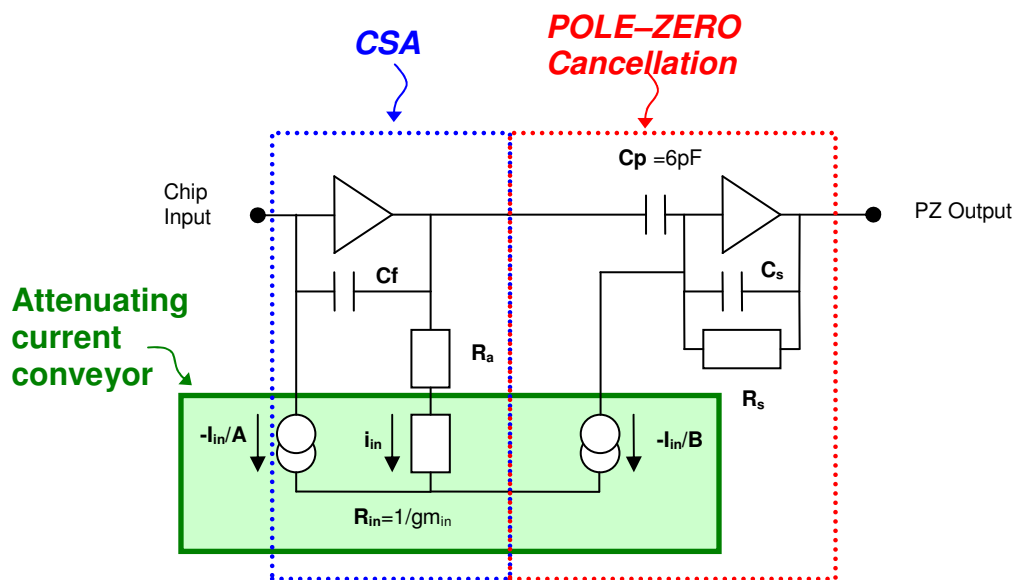 CSA
POLE–ZERO
Cancellation
Cp =6pF
Chip
Input
PZ Output
Cf
Cs
Attenuating
current
conveyor
Ra
Rs
-Iin/A
iin
-Iin/B
Rin=1/gmin